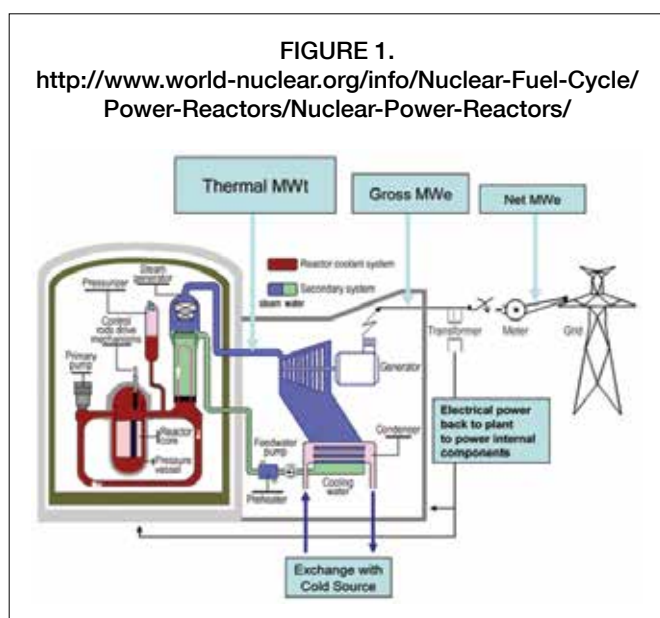 FIGURE 1.
http://www.world-nuclear.org/info/Nuclear-Fuel-Cycle/
Power-Reactors/Nuclear-Power-Reactors/
Thermal MWt
Gross MWe
Net MWe
Steam
generator
Pressurizer
Control
rods drive
mechanisms
Primary
pump
Reactor
core
Pressure
vessel
Reactor coolant system
Secondary system
steam water
Generator
Transformer
Meter
Grid
Condenser
Feedwater
pump
Preheater
Cooling
water
Electrical power
back to plant
to power internal
components
Exchange with
Cold Source